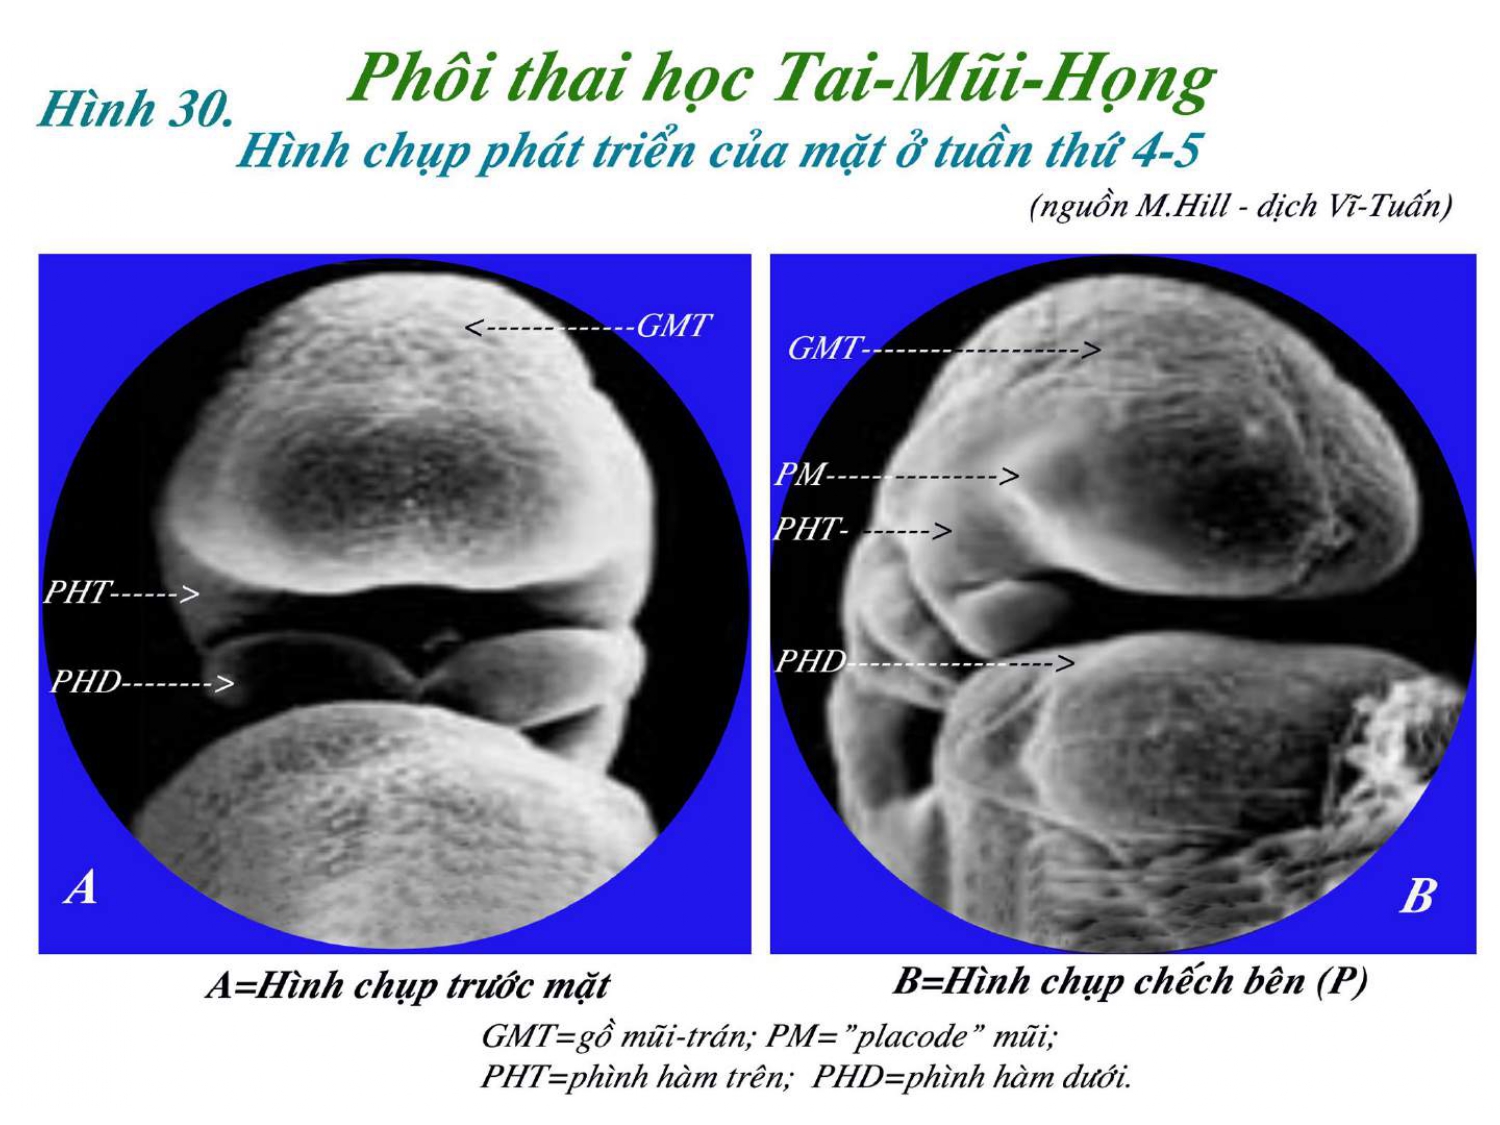 Phôi thai học Tai-Mũi-Họng
Hình 30.
Hình chụp phát triển của mặt ở tuần thứ 4-5
(nguồn M.Hill - dịch Vĩ-Tuấn)
<-------------GMT
PHT------>
PHD-------->
A
GMT------------------->
PM--------------->
PHT- ------>
PHD------------------>
B
A=Hình chụp trước mặt
B=Hình chụp chếch bên (P)
GMT=gồ mũi-trán; PM=”placode” mũi;
PHT=phình hàm trên; PHD=phình hàm dưới.